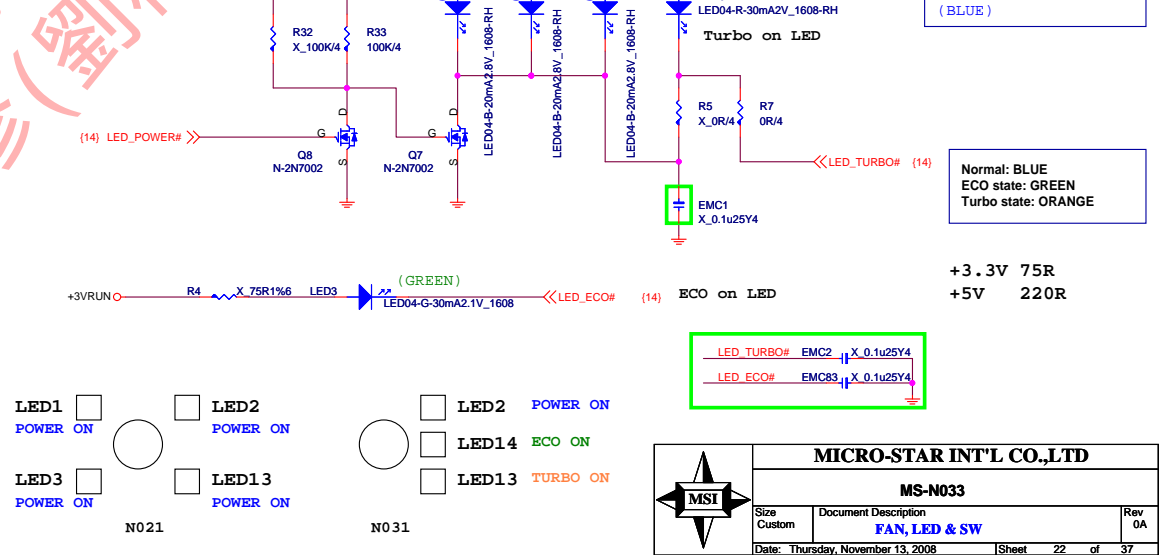 LED04-R-30mA2V_1608-RH
(BLUE)
Turbo on LED
R32
X_100K/4
R33
100K/4
LED04-B-20mA2.8V_1608-RH
LED04-B-20mA2.8V_1608-RH
LED04-B-20mA2.8V_1608-RH
R5
X_0R/4
R7
0R/4
{14} LED_POWER#
G
D
S
Q8
N-2N7002
G
D
S
Q7
N-2N7002
LED_TURBO# {14}
Normal: BLUE
ECO state: GREEN
Turbo state: ORANGE
EMC1
X_0.1u25Y4
+3.3V 75R
+5V 220R
+3VRUN
R4
X_75R1%6
LED3
(GREEN)
LED04-G-30mA2.1V_1608
LED_ECO# {14}
ECO on LED
LED_TURBO# EMC2 X_0.1u25Y4
LED_ECO# EMC83 X_0.1u25Y4
LED1
POWER ON
LED2
POWER ON
LED3
POWER ON
LED13
POWER ON
N021
LED2 POWER ON
LED14 ECO ON
LED13 TURBO ON
N031
MSI
MICRO-STAR INT'L CO.,LTD
MS-N033
Size
Custom
Document Description
FAN, LED & SW
Rev
0A
Date: Thursday, November 13, 2008
Sheet 22 of 37
(劉